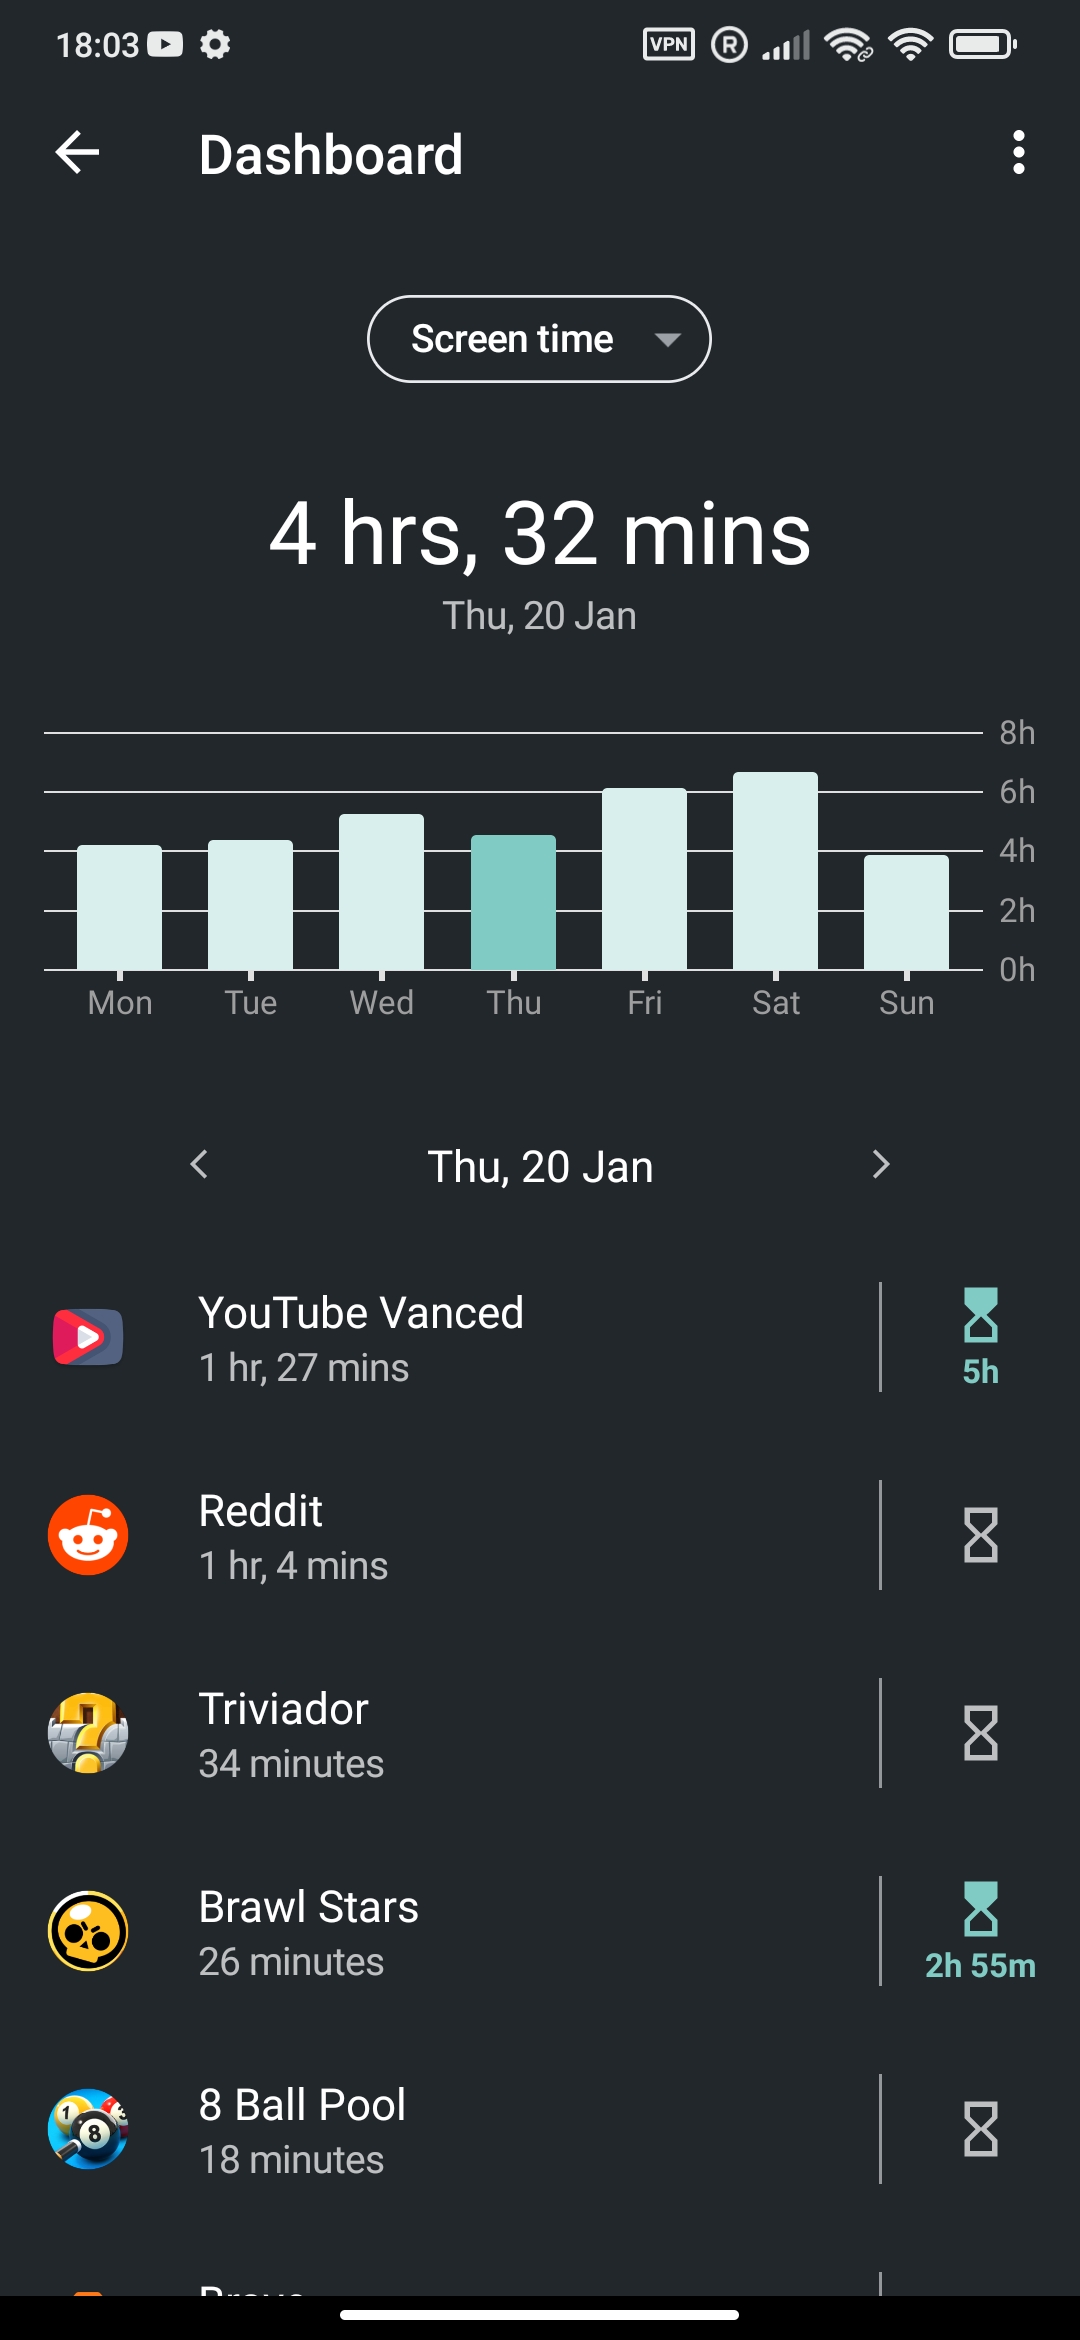 18:03 VPN R
Dashboard
Screen time
4 hrs, 32 mins
Thu, 20 Jan
8h
6h
4h
2h
0h
Mon Tue Wed Thu Fri Sat Sun
Thu, 20 Jan
YouTube Vanced
1 hr, 27 mins
5h
Reddit
1 hr, 4 mins
Triviador
34 minutes
Brawl Stars
26 minutes
2h 55m
8 Ball Pool
18 minutes